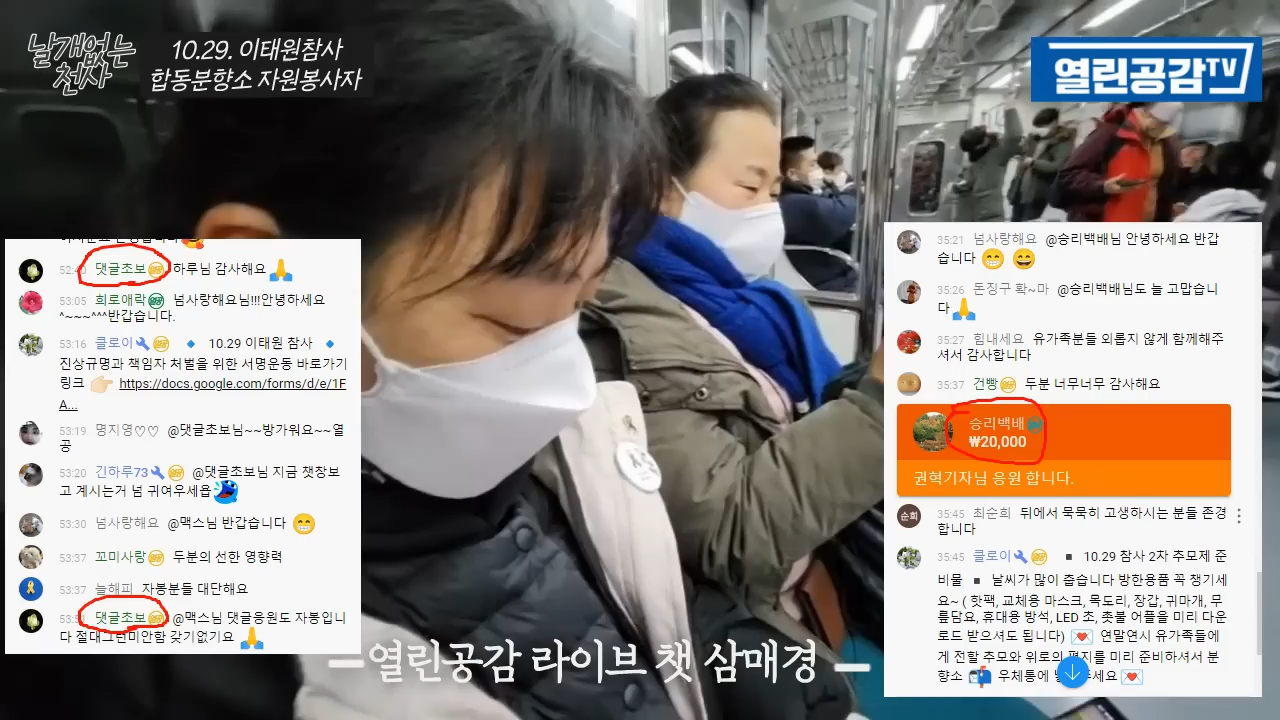 날개없는
천사
10.29. 이태원참사
합동분향소 자원봉사자
열린공감TV
댓글초보 하루님 감사해요
53:05 희로애락 넘사랑해요님!!!안녕하세요
^~~~^^^반갑습니다.
53:16 클로이 10.29 이태원 참사
진상규명과 책임자 처벌을 위한 서명운동 바로가기
링크 https://docs.google.com/forms/d/e/1F
A...
53:19 명지영♡♡ @댓글초보님~~방가워욤~~열
공
53:20 긴하루73 @댓글초보님 지금 챗창보
고 계시는거 넘 귀여우세욥
53:30 넘사랑해요 @맥스님 반갑습니다
53:37 꼬미사랑 두분의 선한 영향력
53:37 늘해피 자봉분들 대단해요
댓글초보 @맥스님 댓글응원도 자봉입니
다 절대그런미안함 갖기없기요
35:21 넘사랑해요 @승리백배님 안녕하세요 반갑
습니다
35:26 돈징구 확~마 @승리백배님도 늘 고맙습니
다
35:27 힘내세요 유가족분들 외롭지 않게 함께해주
셔서 감사합니다
35:37 건빵 두분 너무너무 감사해요
승리백배
₩20,000
권혁기자님 응원 합니다.
순희
35:45 최순희 뒤에서 묵묵히 고생하시는 분들 존경
합니다
35:45 클로이 ▪ 10.29 참사 2차 추모제 준
비물 ▪ 날씨가 많이 춥습니다 방한용품 꼭 챙기세
요~ ( 핫팩, 교체용 마스크, 목도리, 장갑, 귀마개, 무
릎담요, 휴대용 방석, LED 초, 촛불 어플을 미리 다운
로드 받으셔도 됩니다) 연말연시 유가족들에
게 전할 추모와 위로의 편지를 미리 준비하셔서 분
향소 우체통에
열린공감 라이브 챗 삼매경